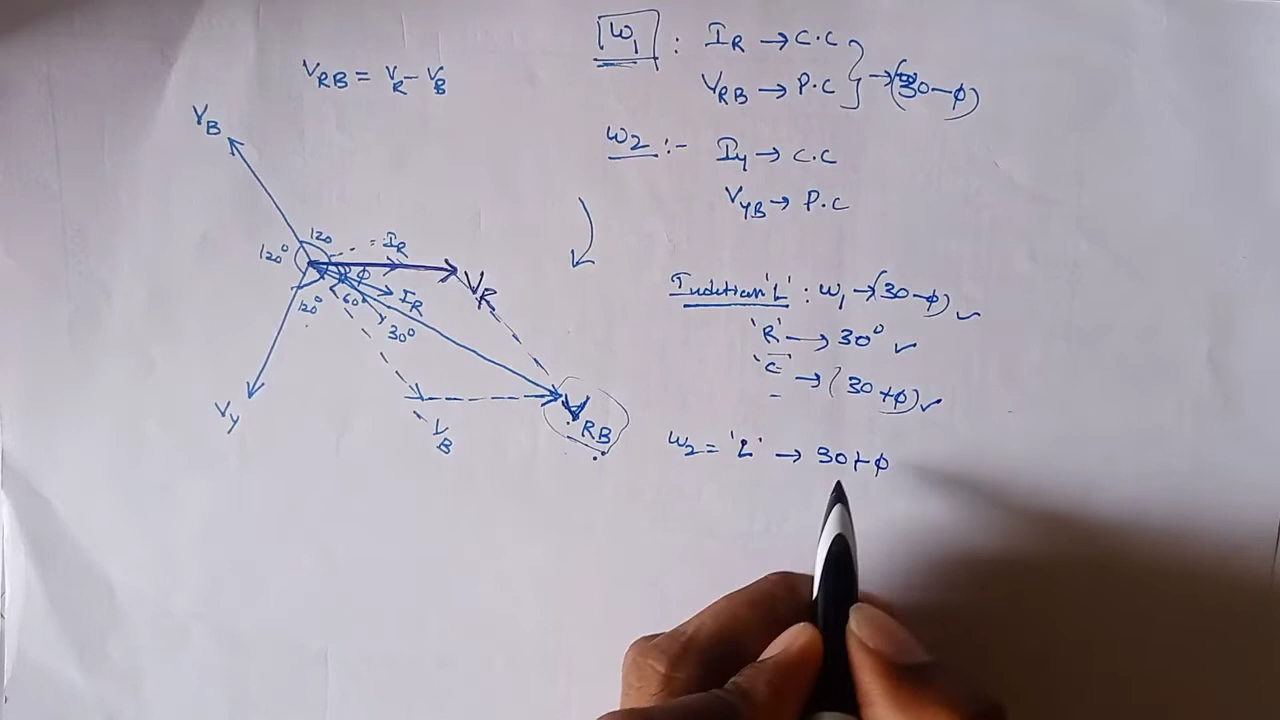 W1 : IR → C.C
VRB → P.C } → (30-φ)
VRB = VR - VB
W2 :- Iy → C.C
VYB → P.C
VB
120
120°
IR
φ
VR
IR
60°
120°
30°
Vy
VB
VRB
'L' : W1 → (30-φ) ✓
'R' → 30° ✓
'C' → (30+φ) ✓
W2 = 'L' → 30+φ